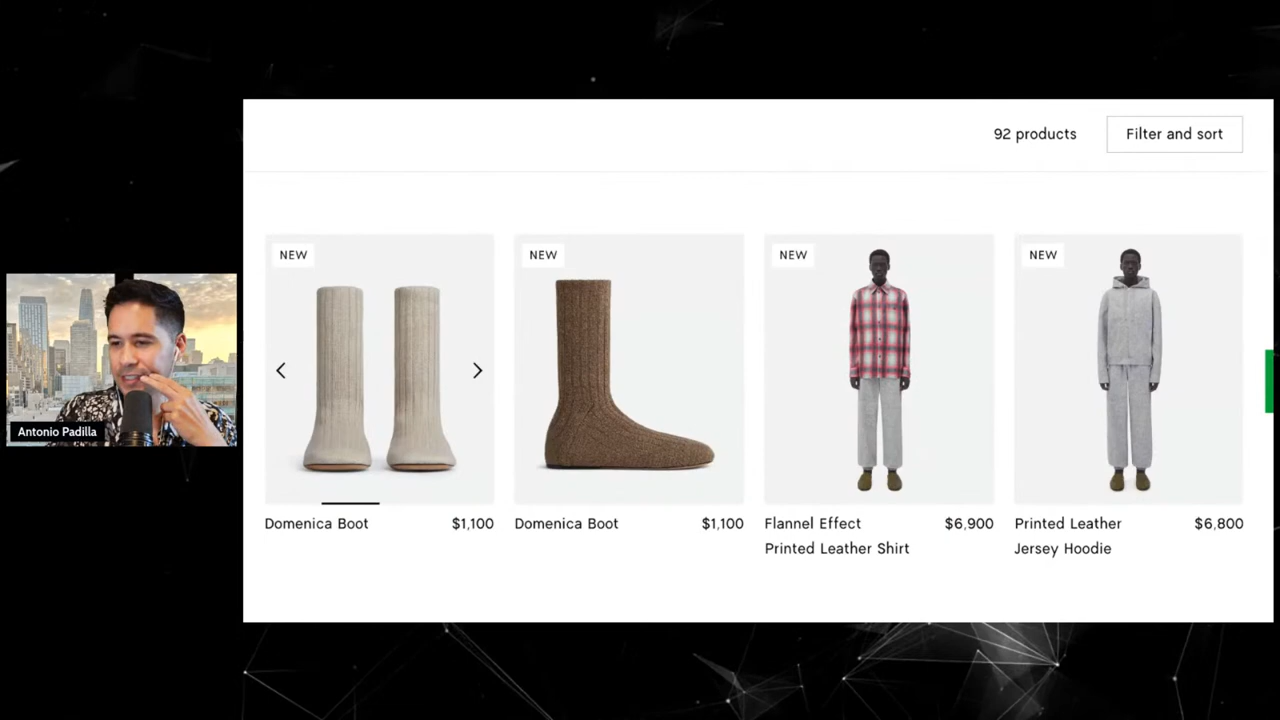 92 products
Filter and sort
NEW
NEW
NEW
NEW
Antonio Padilla
Domenica Boot
$1,100
Domenica Boot
$1,100
Flannel Effect
Printed Leather Shirt
$6,900
Printed Leather
Jersey Hoodie
$6,800